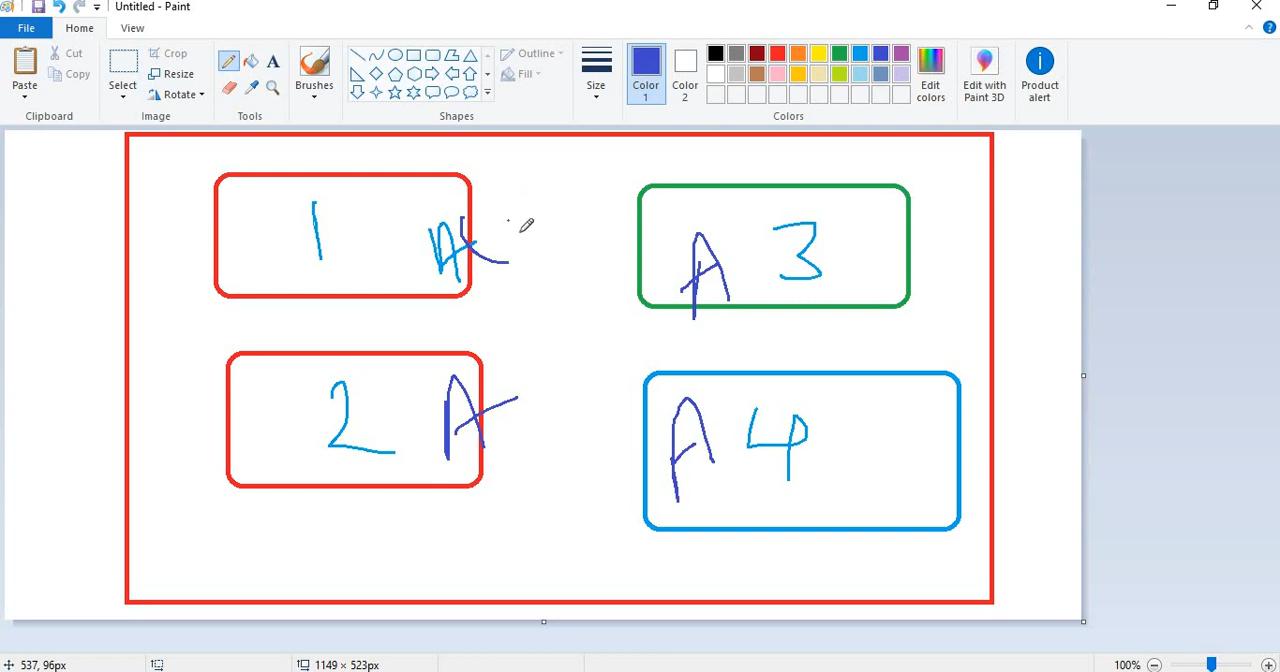 Untitled - Paint
File Home View
Paste
Cut
Copy
Clipboard
Select
Crop
Resize
Rotate
Image
Tools
Brushes
Shapes
Outline
Fill
Size
Color 1
Color 2
Edit colors
Edit with Paint 3D
Product alert
Colors
1 A
A 3
2 A
A 4
537, 96px
1149 × 523px
100%